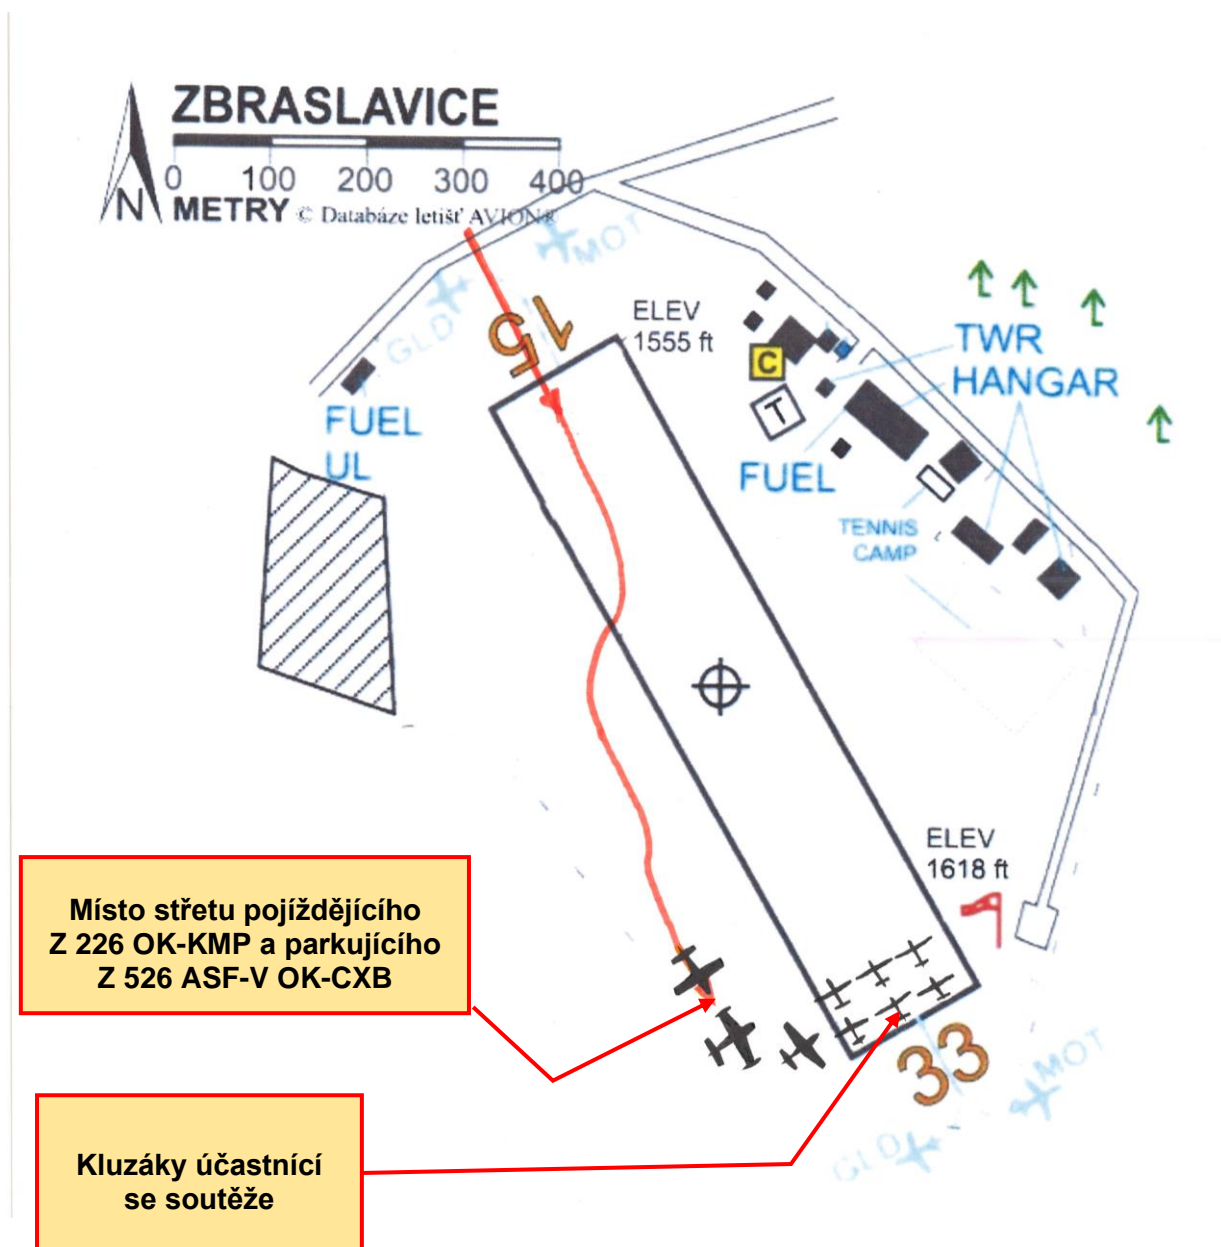 ZBRASLAVICE
0 100 200 300 400
N METRY © Databáze letišť AVION®
MOT
GLD
15
ELEV
1555 ft
C
T
TWR
HANGAR
FUEL
UL
FUEL
TENNIS
CAMP
ELEV
1618 ft
Místo střetu pojíždějícího
Z 226 OK-KMP a parkujícího
Z 526 ASF-V OK-CXB
33
MOT
GLD
Kluzáky účastnící
se soutěže